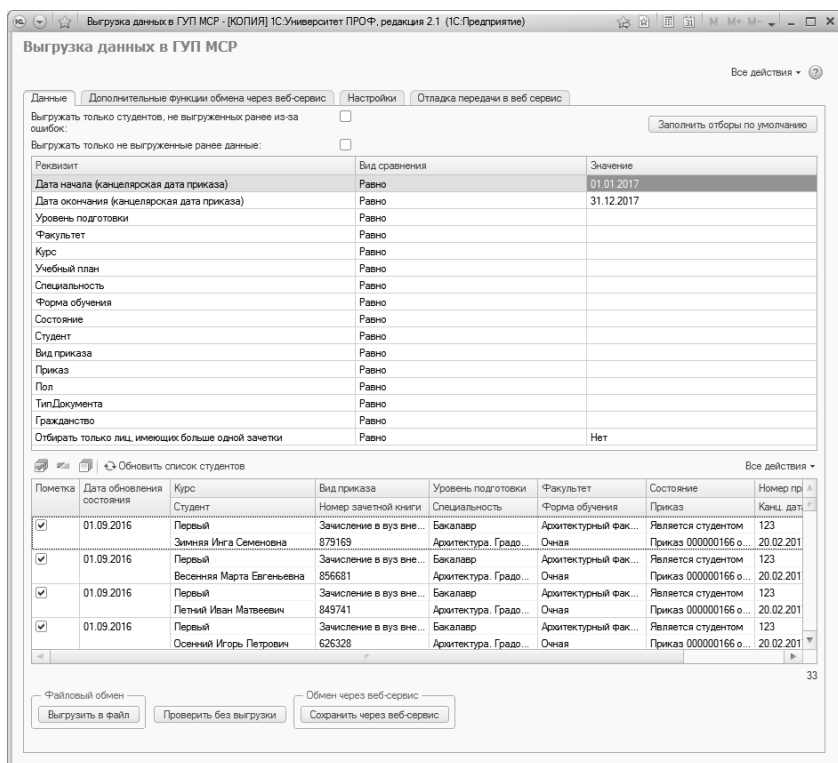 Выгрузка данных в ГУП МСР - [КОПИЯ] 1С:Университет ПРОФ, редакция 2.1 (1С:Предприятие) M M+ M-
Выгрузка данных в ГУП МСР
Все действия
Данные Дополнительные функции обмена через веб-сервис Настройки Отладка передачи в веб сервис
Выгружать только студентов, не выгруженных ранее из-за
ошибок:
Заполнить отборы по умолчанию
Выгружать только не выгруженные ранее данные:
Реквизит Вид сравнения Значение
Дата начала (канцелярская дата приказа) Равно 01.01.2017
Дата окончания (канцелярская дата приказа) Равно 31.12.2017
Уровень подготовки Равно
Факультет Равно
Курс Равно
Учебный план Равно
Специальность Равно
Форма обучения Равно
Состояние Равно
Студент Равно
Вид приказа Равно
Приказ Равно
Пол Равно
ТипДокумента Равно
Гражданство Равно
Отбирать только лиц, имеющих больше одной зачетки Равно Нет
Обновить список студентов Все действия
Пометка Дата обновления состояния Курс Вид приказа Уровень подготовки Факультет Состояние Номер пр
Студент Номер зачетной книги Специальность Форма обучения Приказ Канц. дата
01.09.2016 Первый Зачисление в вуз вне... Бакалавр Архитектурный фак... Является студентом 123
Зимняя Инга Семеновна 879169 Архитектура. Градо... Очная Приказ 000000166 о... 20.02.201
01.09.2016 Первый Зачисление в вуз вне... Бакалавр Архитектурный фак... Является студентом 123
Весенняя Марта Евгеньевна 856681 Архитектура. Градо... Очная Приказ 000000166 о... 20.02.201
01.09.2016 Первый Зачисление в вуз вне... Бакалавр Архитектурный фак... Является студентом 123
Летний Иван Матвеевич 849741 Архитектура. Градо... Очная Приказ 000000166 о... 20.02.201
01.09.2016 Первый Зачисление в вуз вне... Бакалавр Архитектурный фак... Является студентом 123
Осенний Игорь Петрович 626328 Архитектура. Градо... Очная Приказ 000000166 о... 20.02.201
33
Файловый обмен Обмен через веб-сервис
Выгрузить в файл Проверить без выгрузки Сохранить через веб-сервис